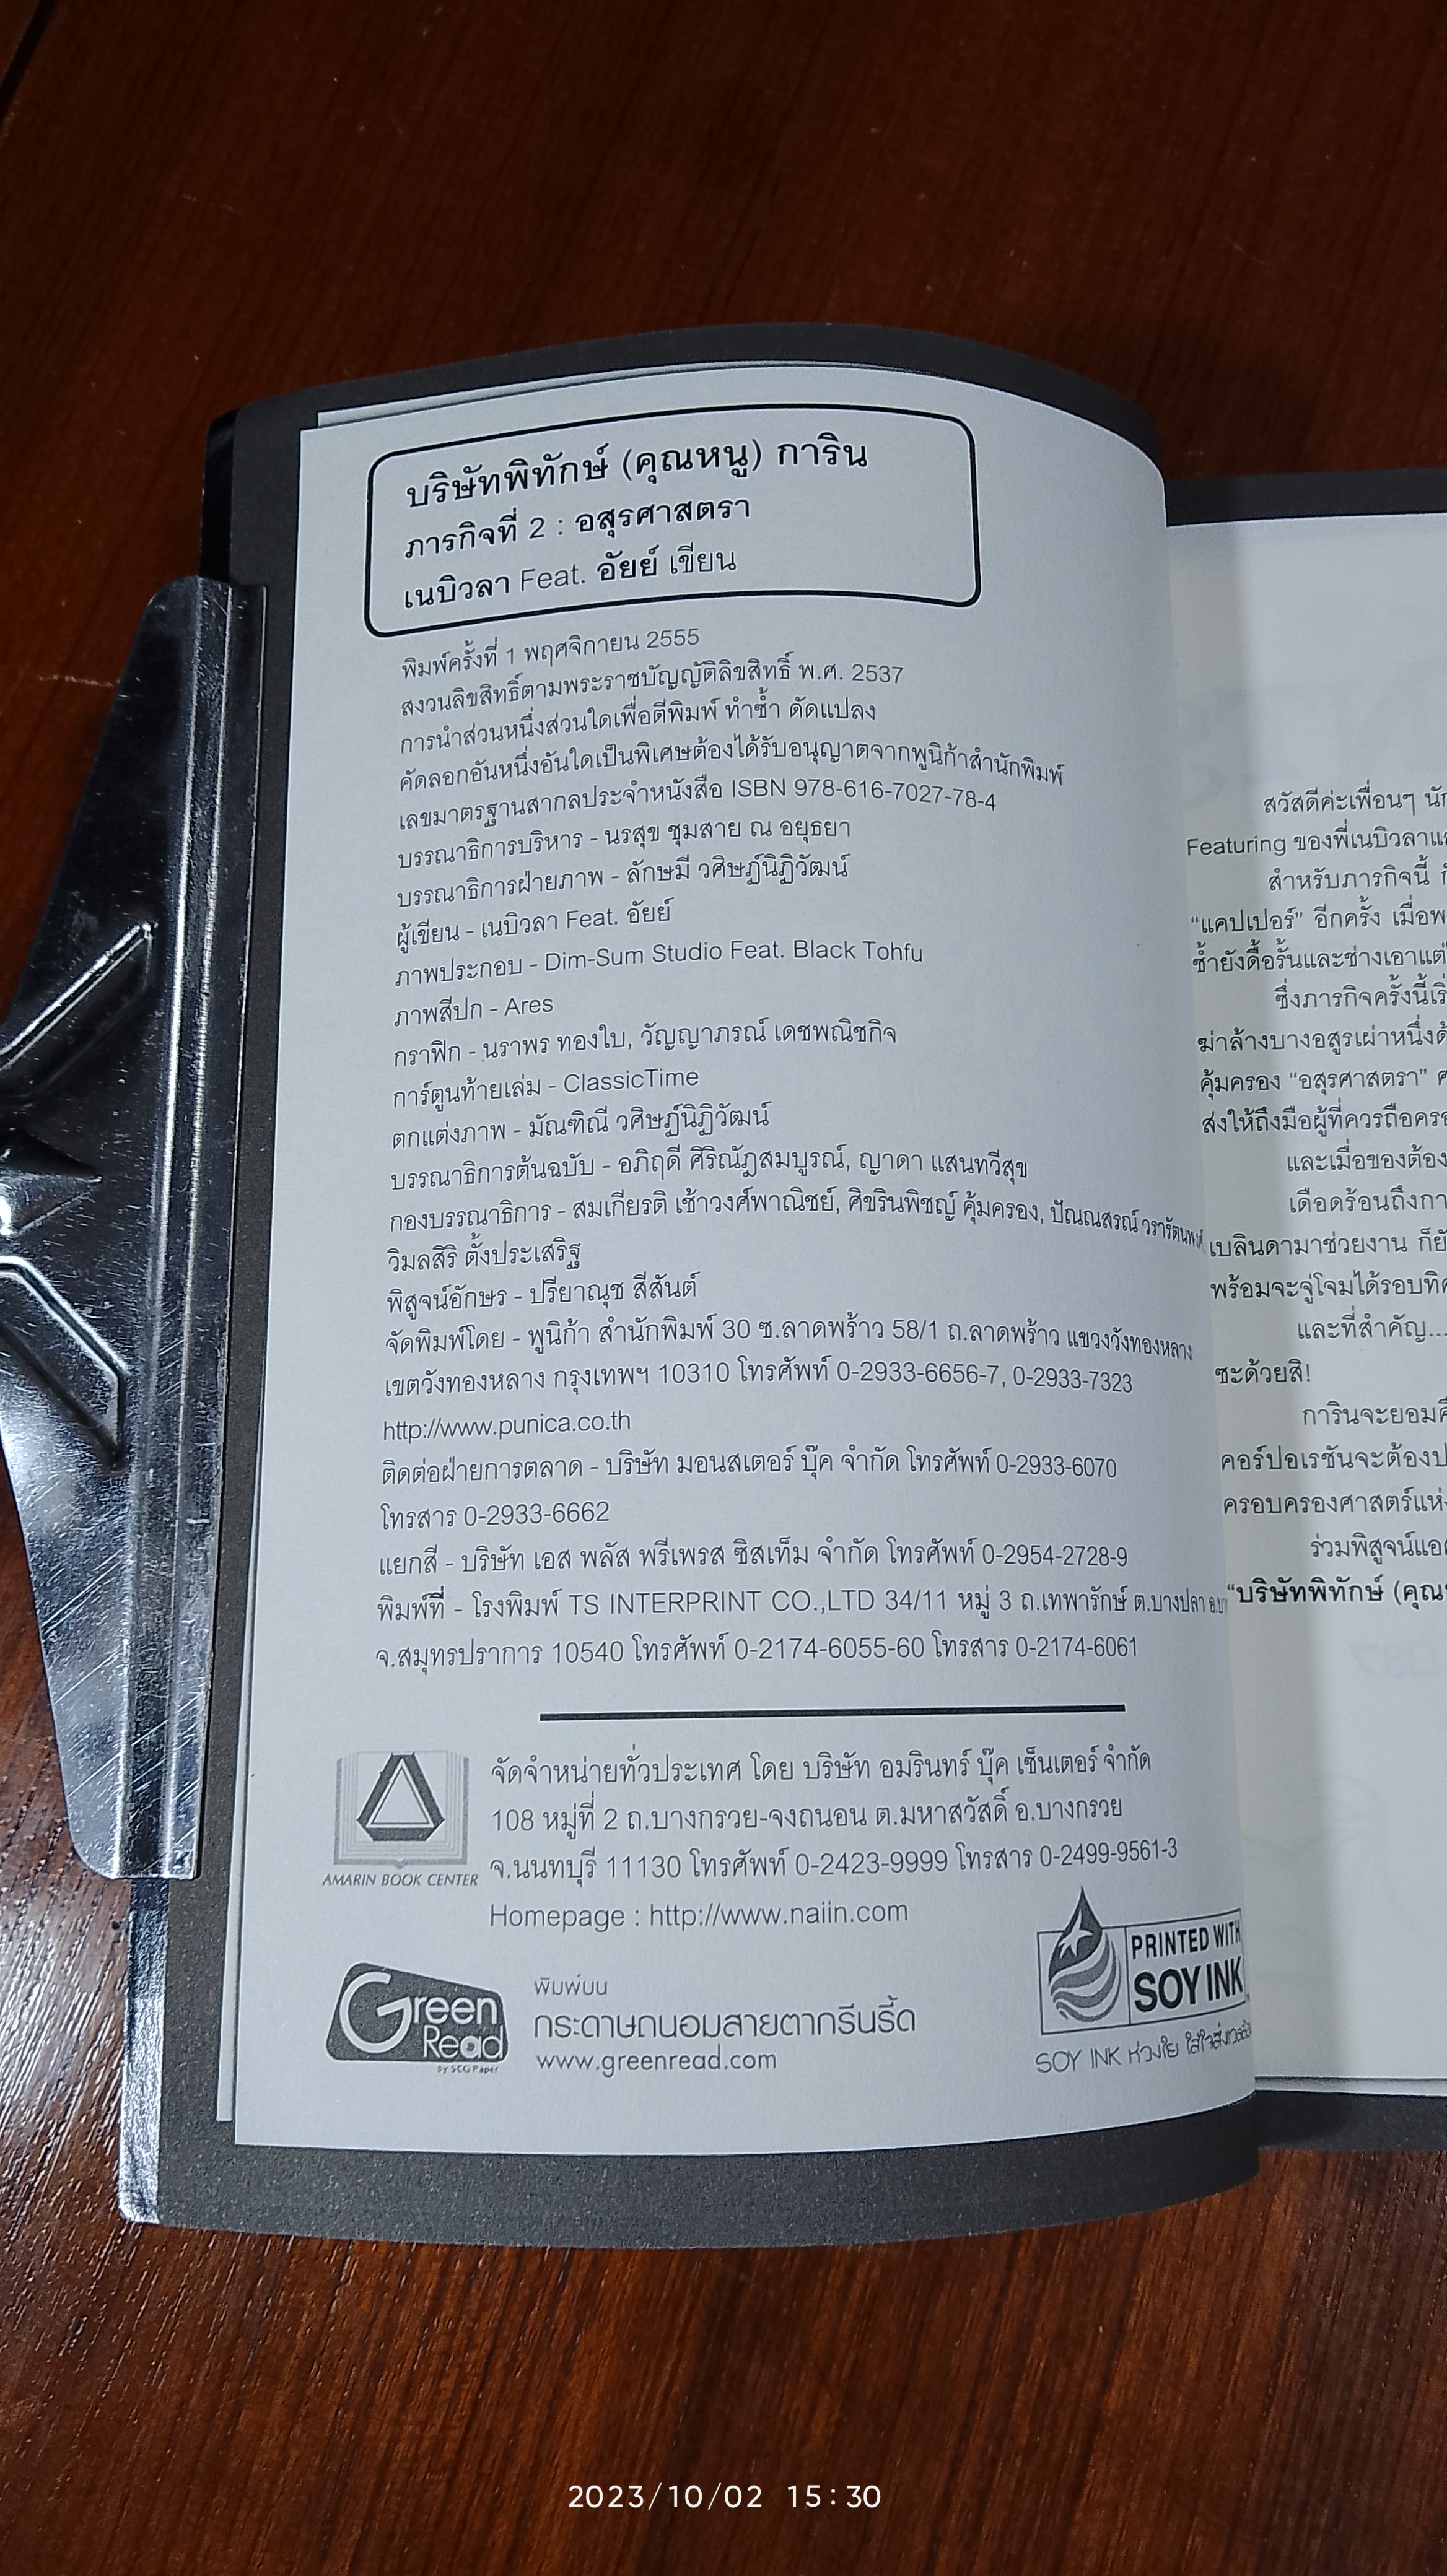 บริษัทพิทักษ์ (คุณหนู) การิน
ภารกิจที่ 2 : อสุรศาสตรา
เนบิวลา Feat. อัยย์ เขียน
พิมพ์ครั้งที่ 1 พฤศจิกายน 2555
สงวนลิขสิทธิ์ตามพระราชบัญญัติลิขสิทธิ์ พ.ศ. 2537
การนำส่วนหนึ่งส่วนใดเพื่อตีพิมพ์ ทำซ้ำ ดัดแปลง
คัดลอกอันหนึ่งอันใดเป็นพิเศษต้องได้รับอนุญาตจากพูนิก้าสำนักพิมพ์
เลขมาตรฐานสากลประจำหนังสือ ISBN 978-616-7027-78-4
บรรณาธิการบริหาร - นรสุข ชุมสาย ณ อยุธยา
บรรณาธิการฝ่ายภาพ - ลักษมี วศิษฏ์นิฏิวัฒน์
ผู้เขียน - เนบิวลา Feat. อัยย์
ภาพประกอบ - Dim-Sum Studio Feat. Black Tohfu
ภาพสีปก - Ares
กราฟิก - นราพร ทองใบ, วัญญาภรณ์ เดชพณิชกิจ
การ์ตูนท้ายเล่ม - ClassicTime
ตกแต่งภาพ - มัณฑิณี วศิษฏ์นิฏิวัฒน์
บรรณาธิการต้นฉบับ - อภิฤดี ศิริณัฎสมบูรณ์, ญาดา แสนทวีสุข
กองบรรณาธิการ - สมเกียรติ เช้าวงศ์พาณิชย์, ศิขรินพิชญ์ คุ้มครอง, ปัณณสรณ์ วรารัตนพงศ์
วิมลสิริ ตั้งประเสริฐ
พิสูจน์อักษร - ปรียาณุช สีสันต์
จัดพิมพ์โดย - พูนิก้า สำนักพิมพ์ 30 ซ.ลาดพร้าว 58/1 ถ.ลาดพร้าว แขวงวังทองหลาง
เขตวังทองหลาง กรุงเทพฯ 10310 โทรศัพท์ 0-2933-6656-7, 0-2933-7323
http://www.punica.co.th
ติดต่อฝ่ายการตลาด - บริษัท มอนสเตอร์ บุ๊ค จำกัด โทรศัพท์ 0-2933-6070
โทรสาร 0-2933-6662
แยกสี - บริษัท เอส พลัส พรีเพรส ซิสเท็ม จำกัด โทรศัพท์ 0-2954-2728-9
พิมพ์ที่ - โรงพิมพ์ TS INTERPRINT CO.,LTD 34/11 หมู่ 3 ถ.เทพารักษ์ ต.บางปลา
จ.สมุทรปราการ 10540 โทรศัพท์ 0-2174-6055-60 โทรสาร 0-2174-6061
จัดจำหน่ายทั่วประเทศ โดย บริษัท อมรินทร์ บุ๊ค เซ็นเตอร์ จำกัด
108 หมู่ที่ 2 ถ.บางกรวย-จงถนอน ต.มหาสวัสดิ์ อ.บางกรวย
จ.นนทบุรี 11130 โทรศัพท์ 0-2423-9999 โทรสาร 0-2499-9561-3
Homepage : http://www.naiin.com
AMARIN BOOK CENTER
Green
Read
by SCG Paper
พิมพ์บน
กระดาษถนอมสายตากรีนรี้ด
www.greenread.com
PRINTED WITH
SOY INK
SOY INK ห่วงใย ใส่ใจ
สวัสดีค่ะเพื่อนๆ
Featuring ของพี่เนบิวลา
สำหรับภารกิจนี้
“แคปเปอร์” อีกครั้ง เมื่อ
ซ้ำยังดื้อรั้นและช่างเอาแต่
ซึ่งภารกิจครั้งนี้
ฆ่าล้างบางอสูรเผ่าหนึ่ง
คุ้มครอง “อสุรศาสตรา”
ส่งให้ถึงมือผู้ที่ควรถือ
และเมื่อของต้อง
เดือดร้อนถึง
เบลินดามาช่วยงาน ก็
พร้อมจะจู่โจมได้รอบ
และที่สำคัญ...
ซะด้วยสิ!
การินจะยอม
คอร์ปอเรชันจะต้อง
ครอบครองศาสตร์แห่ง
ร่วมพิสูจน์
“บริษัทพิทักษ์ (คุณ
2023/10/02 15:30